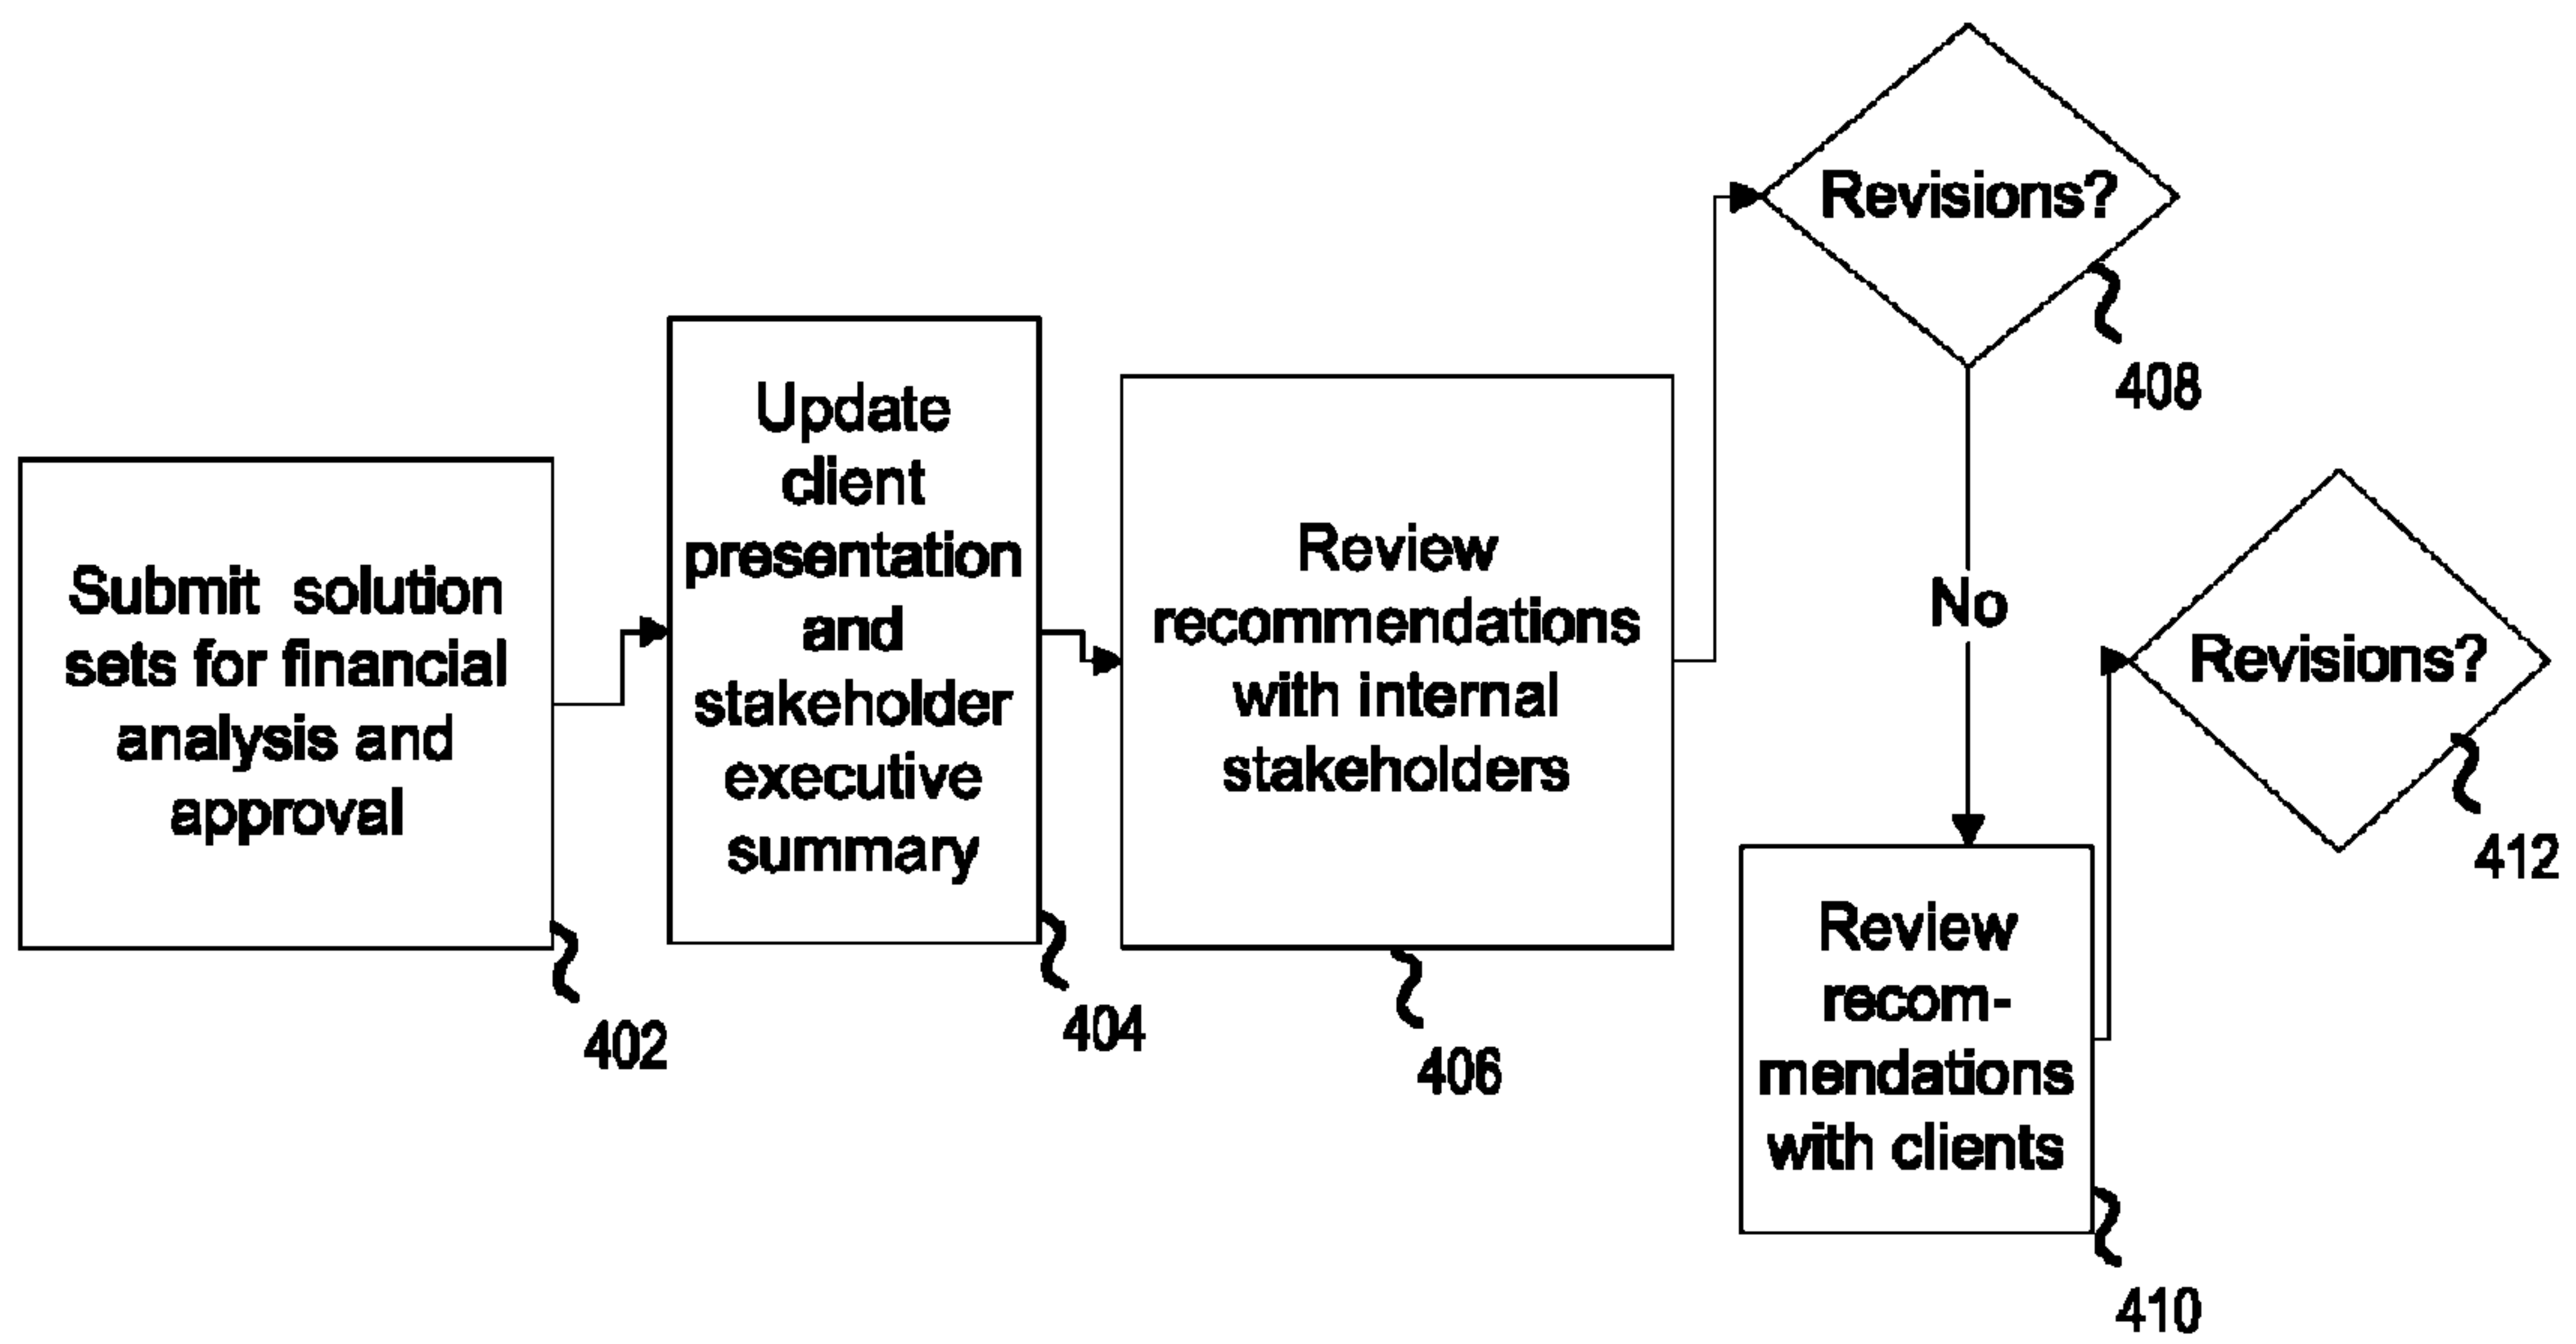 Submit solution
sets for financial
analysis and
approval
402
Update
client
presentation
and
stakeholder
executive
summary
404
Review
recommendations
with internal
stakeholders
406
Revisions?
408
No
Review
recom-
mendations
with clients
410
Revisions?
412